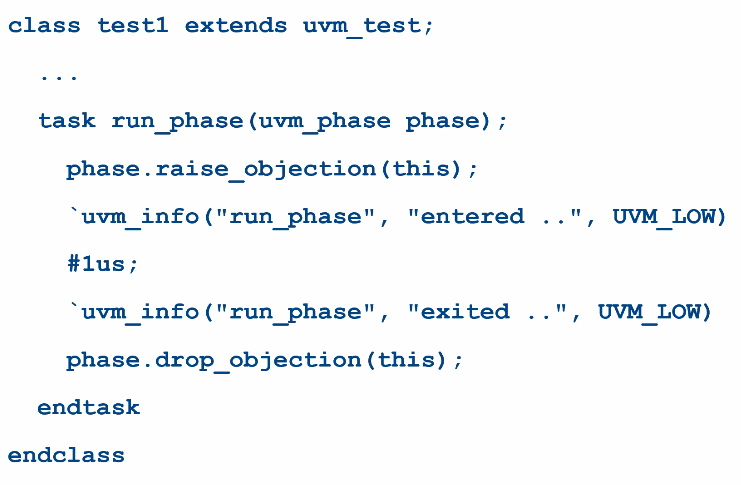 class test1 extends uvm_test;
...
task run_phase(uvm_phase phase);
phase.raise_objection(this);
`uvm_info("run_phase", "entered ..", UVM_LOW)
#1us;
`uvm_info("run_phase", "exited ..", UVM_LOW)
phase.drop_objection(this);
endtask
endclass